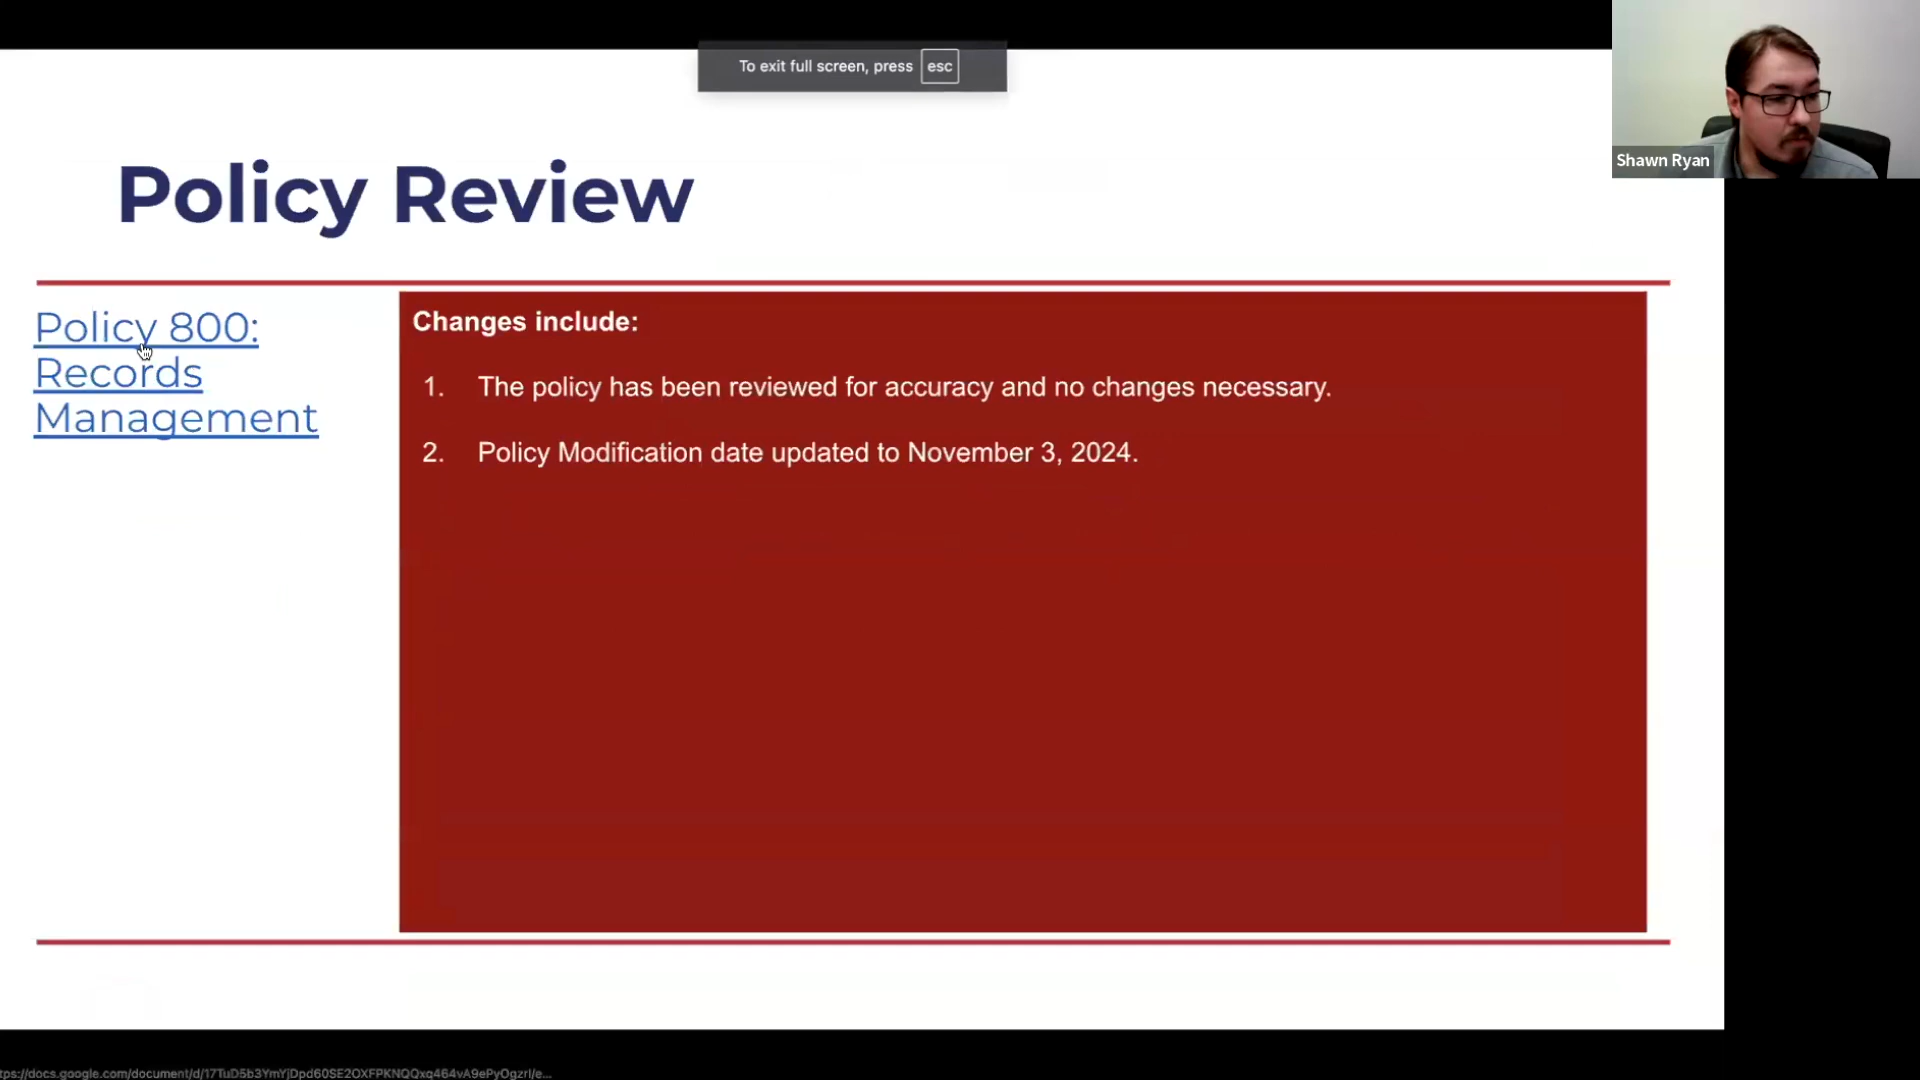 To exit full screen, press esc
Shawn Ryan
Policy Review
Policy 800:
Records
Management
Changes include:
1. The policy has been reviewed for accuracy and no changes necessary.
2. Policy Modification date updated to November 3, 2024.